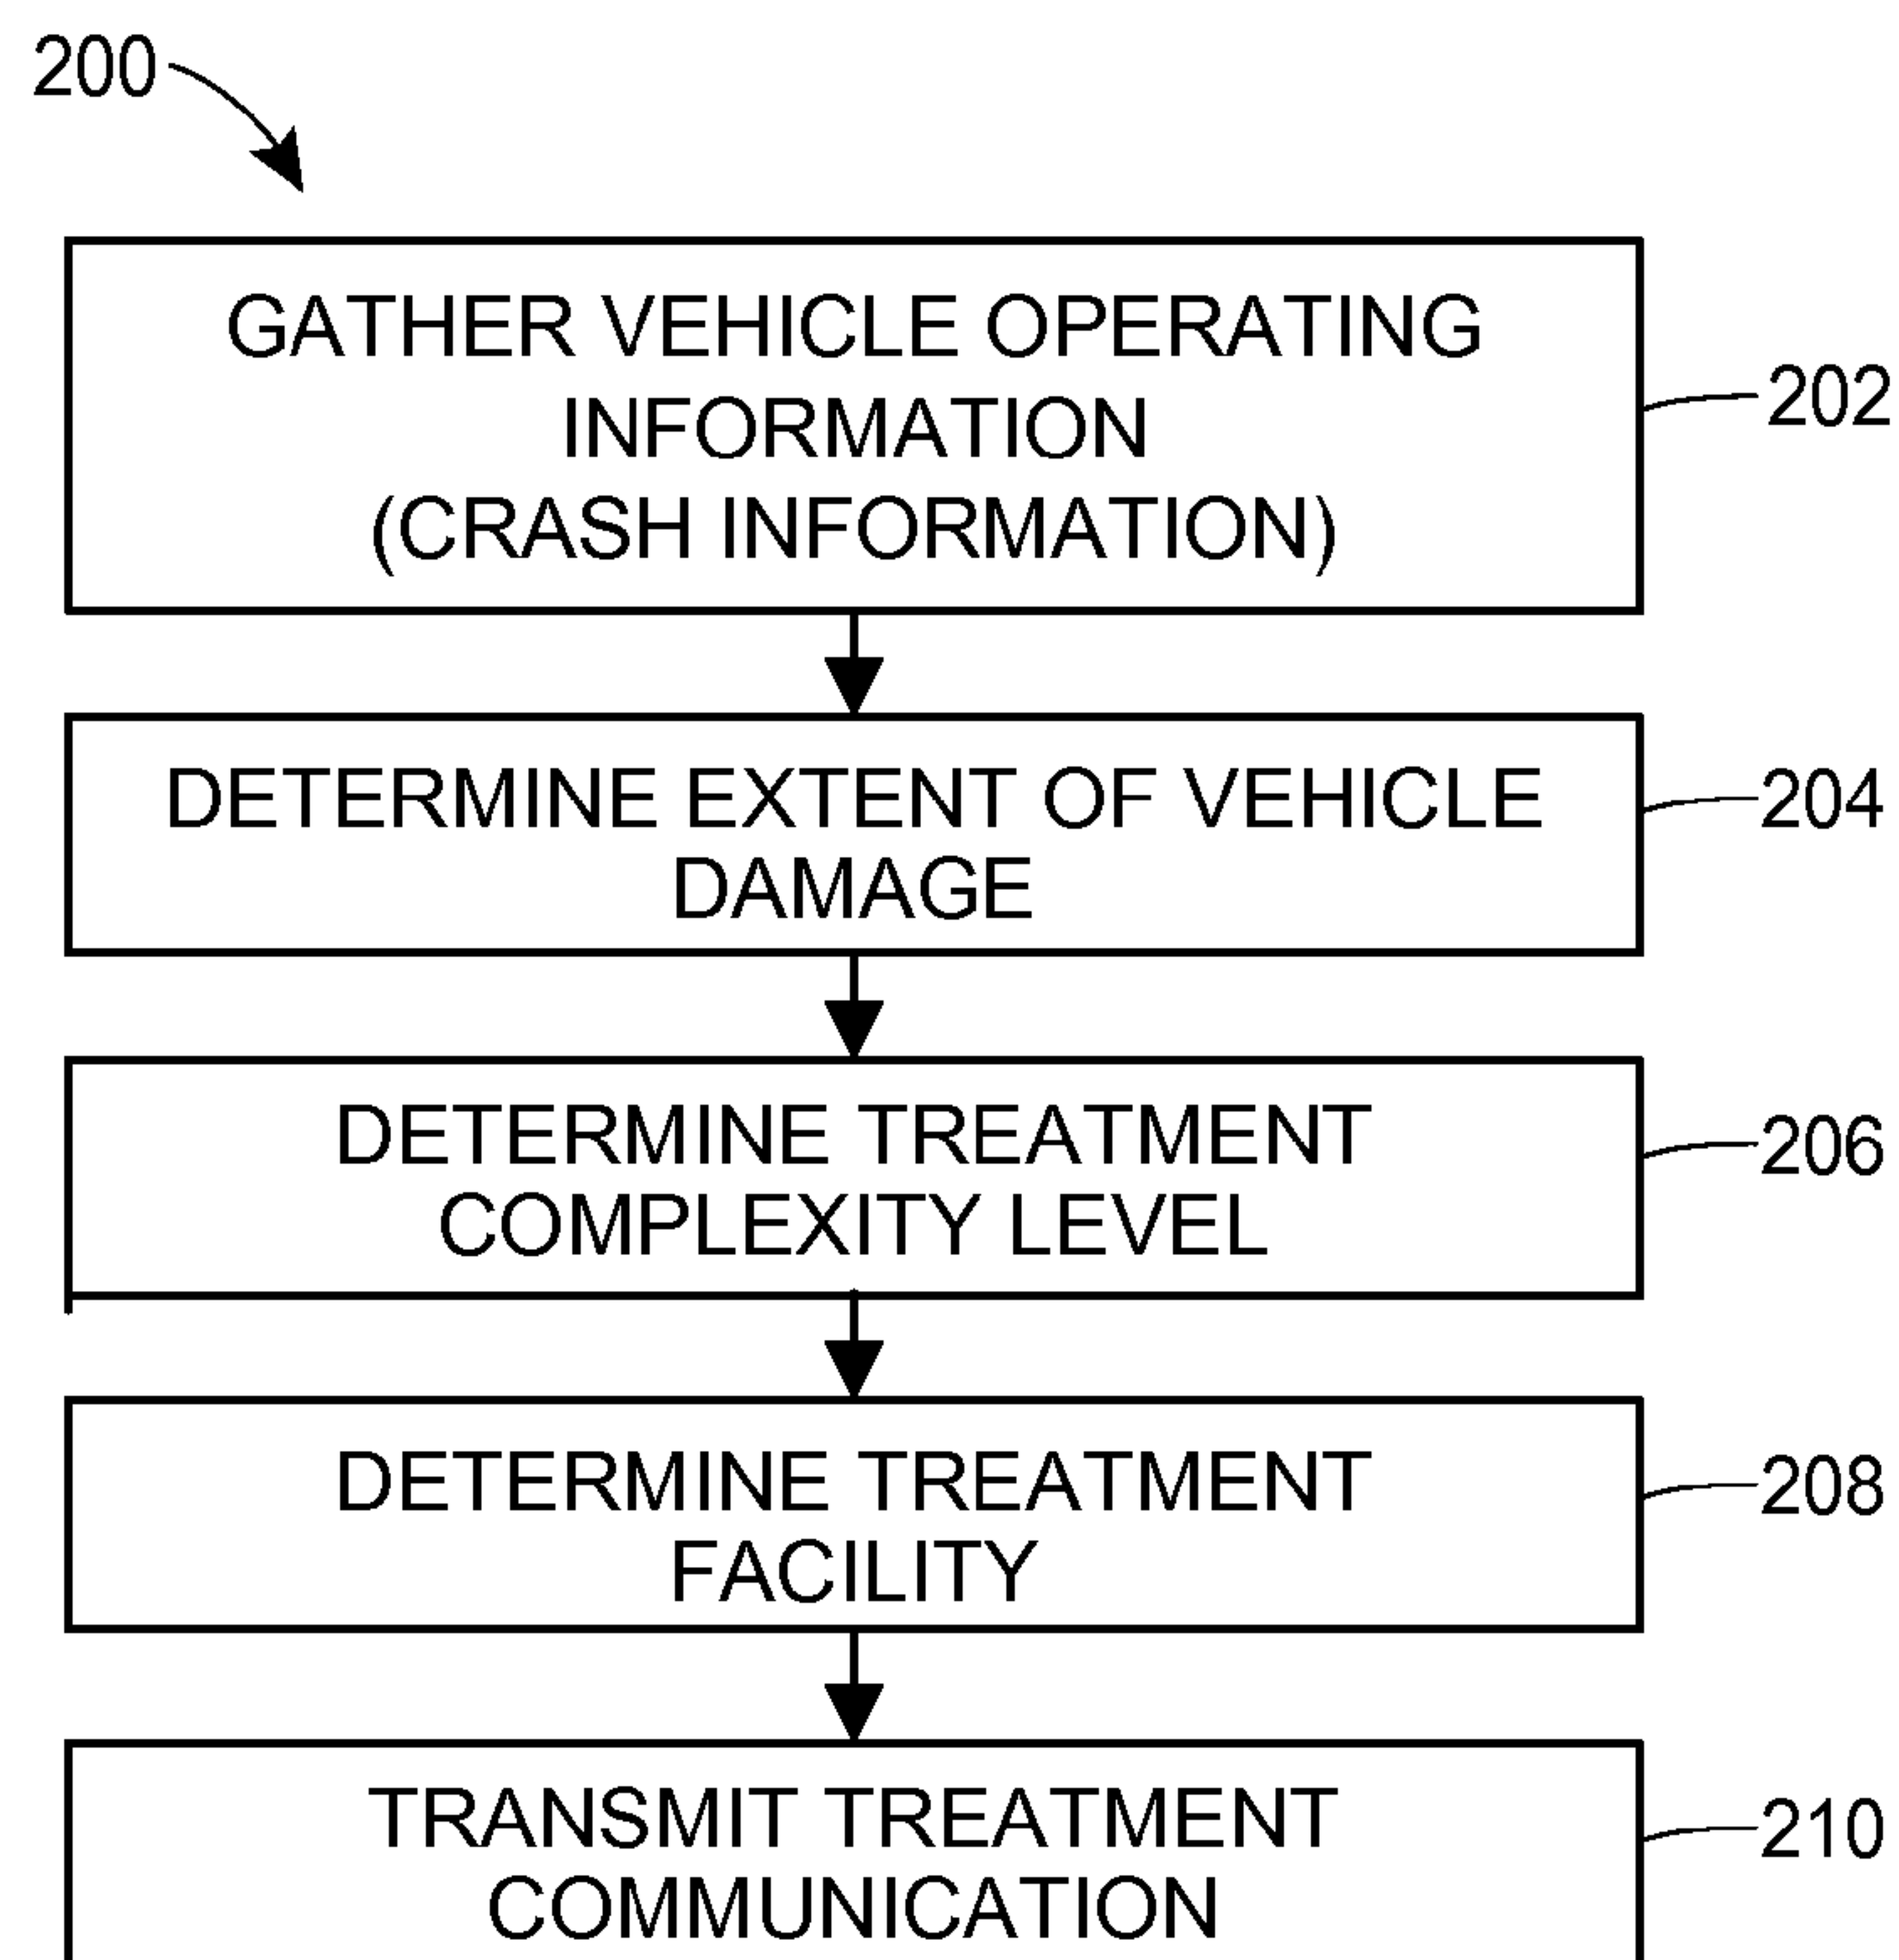 200
GATHER VEHICLE OPERATING
INFORMATION
(CRASH INFORMATION)
202
DETERMINE EXTENT OF VEHICLE
DAMAGE
204
DETERMINE TREATMENT
COMPLEXITY LEVEL
206
DETERMINE TREATMENT
FACILITY
208
TRANSMIT TREATMENT
COMMUNICATION
210